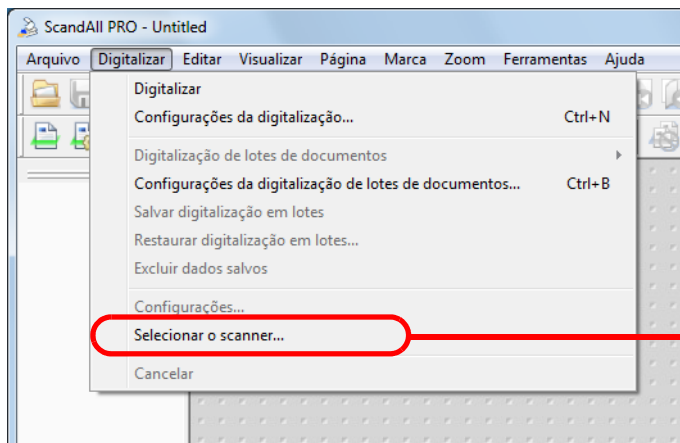 ScandAll PRO - Untitled
Arquivo Digitalizar Editar Visualizar Página Marca Zoom Ferramentas Ajuda
Digitalizar
Configurações da digitalização... Ctrl+N
Digitalização de lotes de documentos
Configurações da digitalização de lotes de documentos... Ctrl+B
Salvar digitalização em lotes
Restaurar digitalização em lotes...
Excluir dados salvos
Configurações...
Selecionar o scanner...
Cancelar